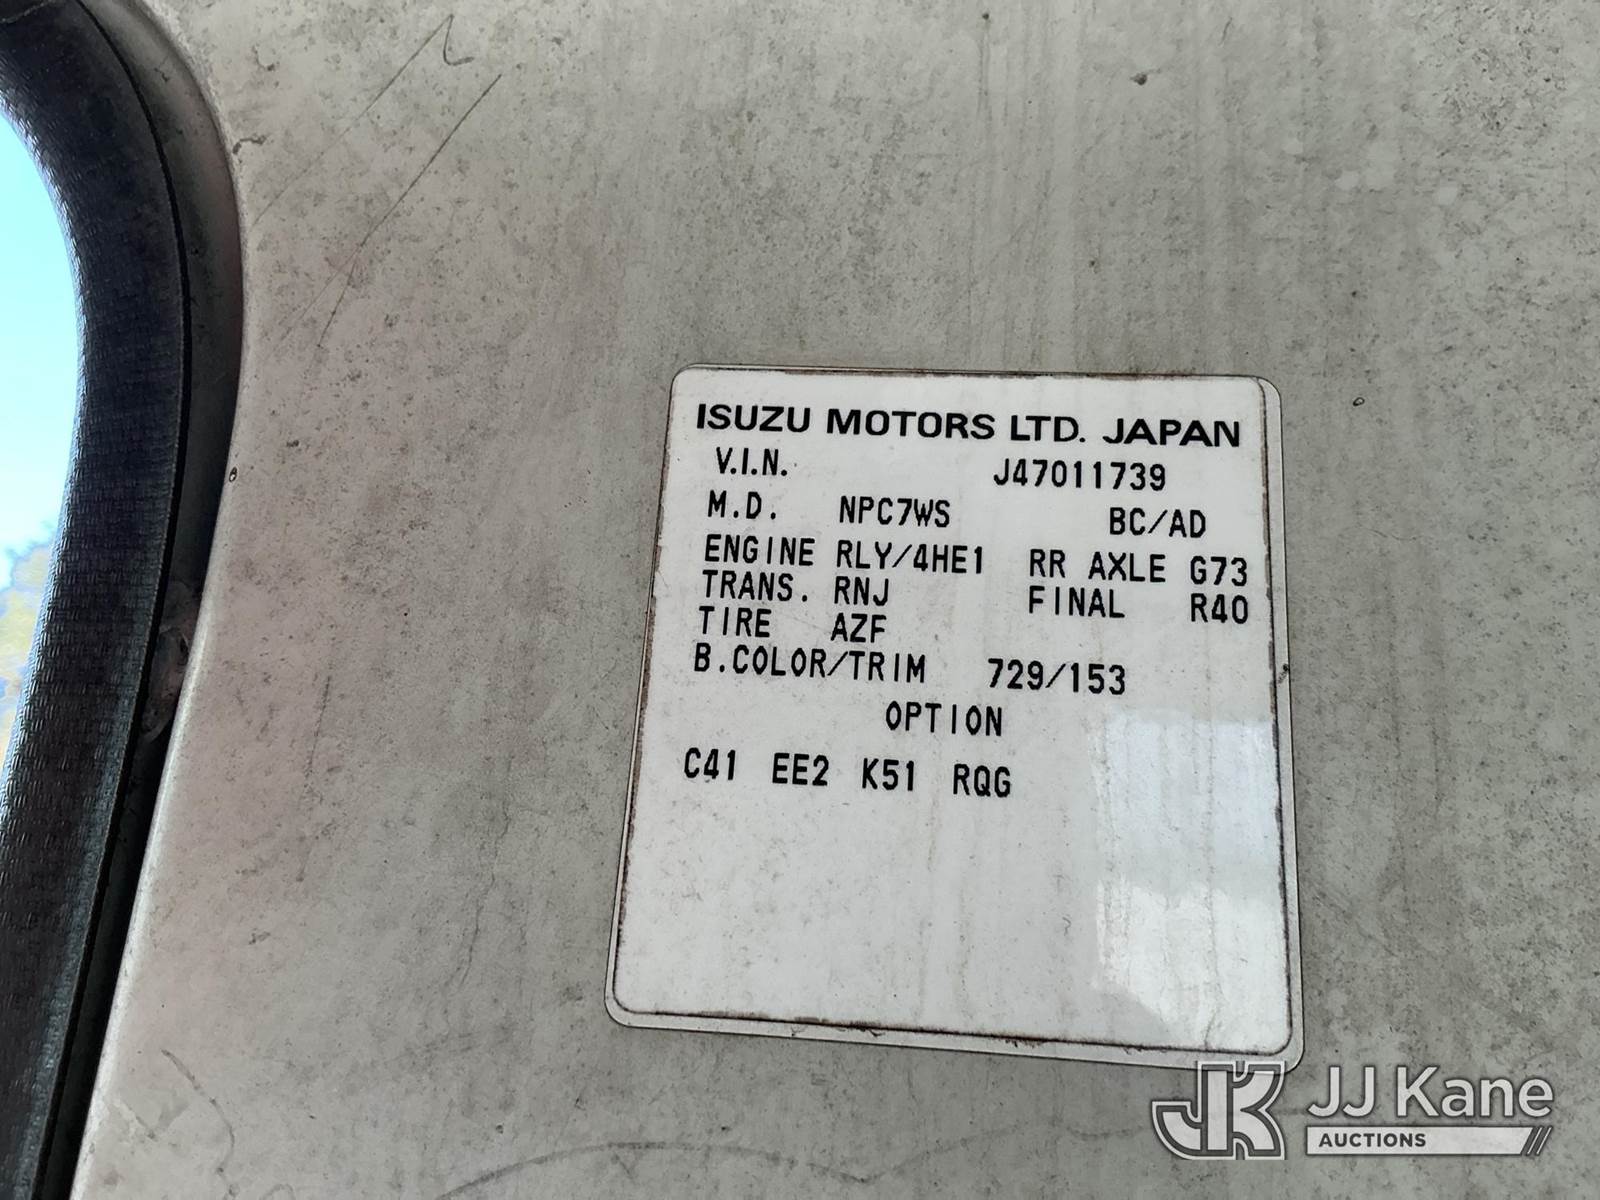 ISUZU MOTORS LTD. JAPAN
V.I.N. J47011739
M.D. NPC7WS BC/AD
ENGINE RLY/4HE1 RR AXLE G73
TRANS. RNJ FINAL R40
TIRE AZF
B.COLOR/TRIM 729/153
OPTION
C41 EE2 K51 RQG
JK JJ Kane
AUCTIONS